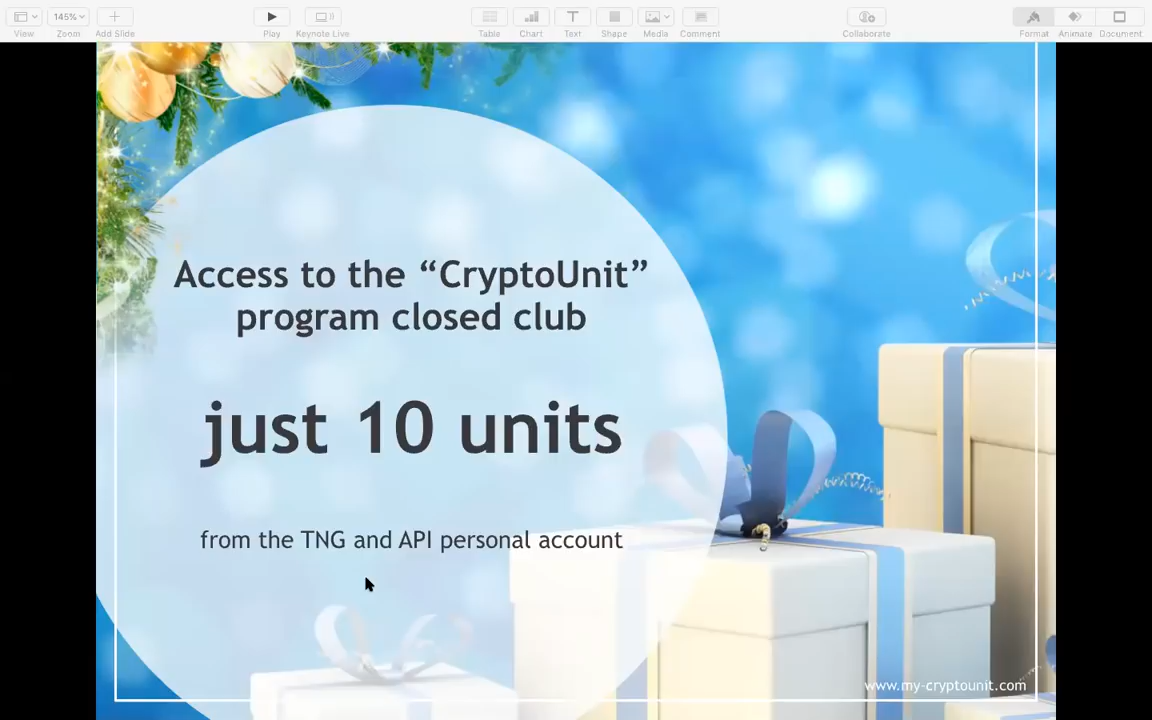 145%
View
Zoom
Add Slide
Play
Keynote Live
Table
Chart
Text
Shape
Media
Comment
Collaborate
Format
Animate
Document
Access to the “CryptoUnit”
program closed club
just 10 units
from the TNG and API personal account
www.my-cryptounit.com